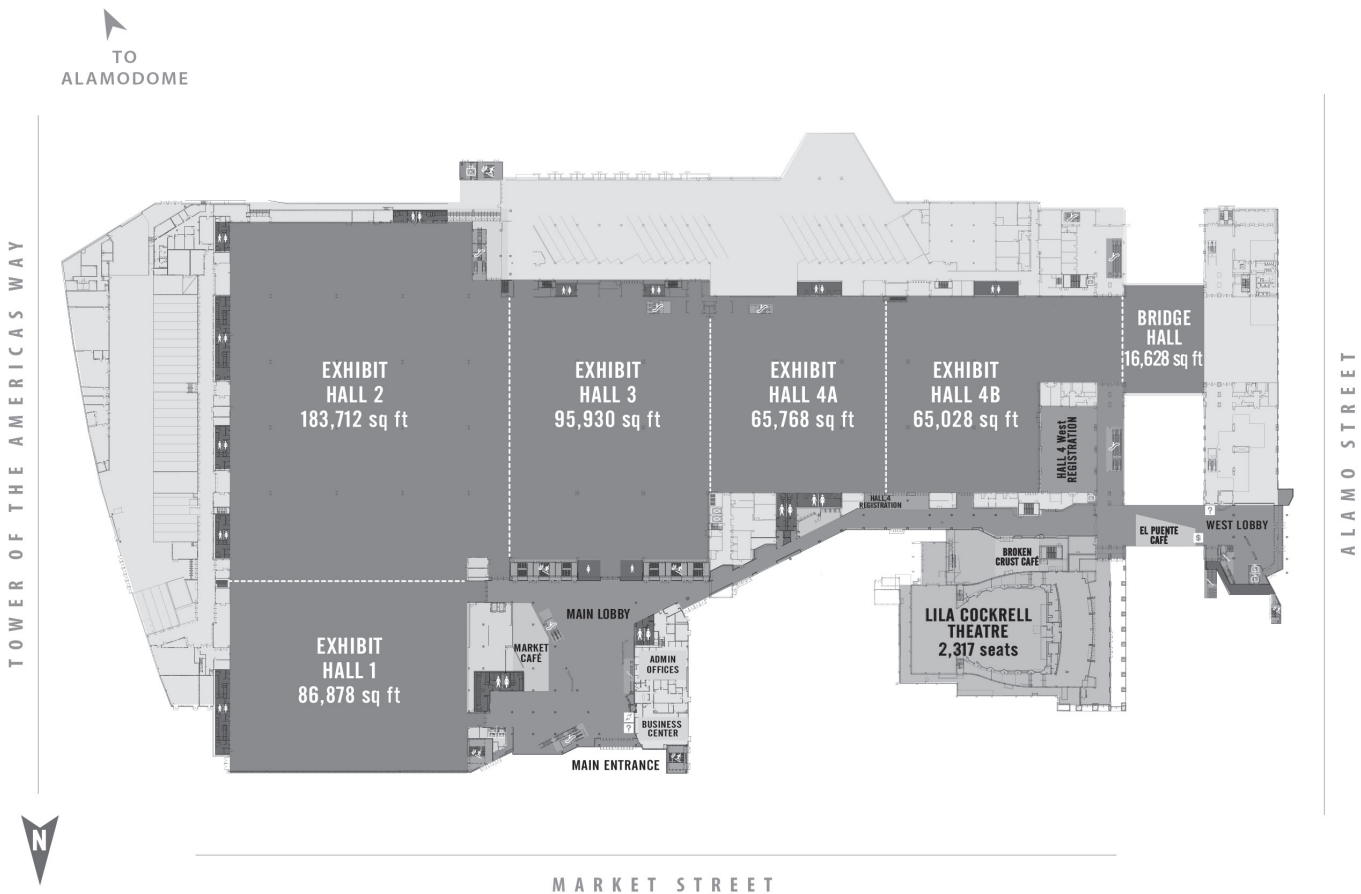 TO
ALAMODOME
TOWER OF THE AMERICAS WAY
EXHIBIT
HALL 2
183,712 sq ft
EXHIBIT
HALL 3
95,930 sq ft
EXHIBIT
HALL 4A
65,768 sq ft
EXHIBIT
HALL 4B
65,028 sq ft
BRIDGE
HALL
16,628 sq ft
ALAMO STREET
HALL 4 West
REGISTRATION
HALL 4
REGISTRATION
?
WEST LOBBY
EL PUENTE
CAFÉ
$
BROKEN
CRUST CAFÉ
LILA COCKRELL
THEATRE
2,317 seats
MAIN LOBBY
EXHIBIT
HALL 1
86,878 sq ft
MARKET
CAFÉ
ADMIN
OFFICES
BUSINESS
CENTER
?
MAIN ENTRANCE
N
MARKET STREET